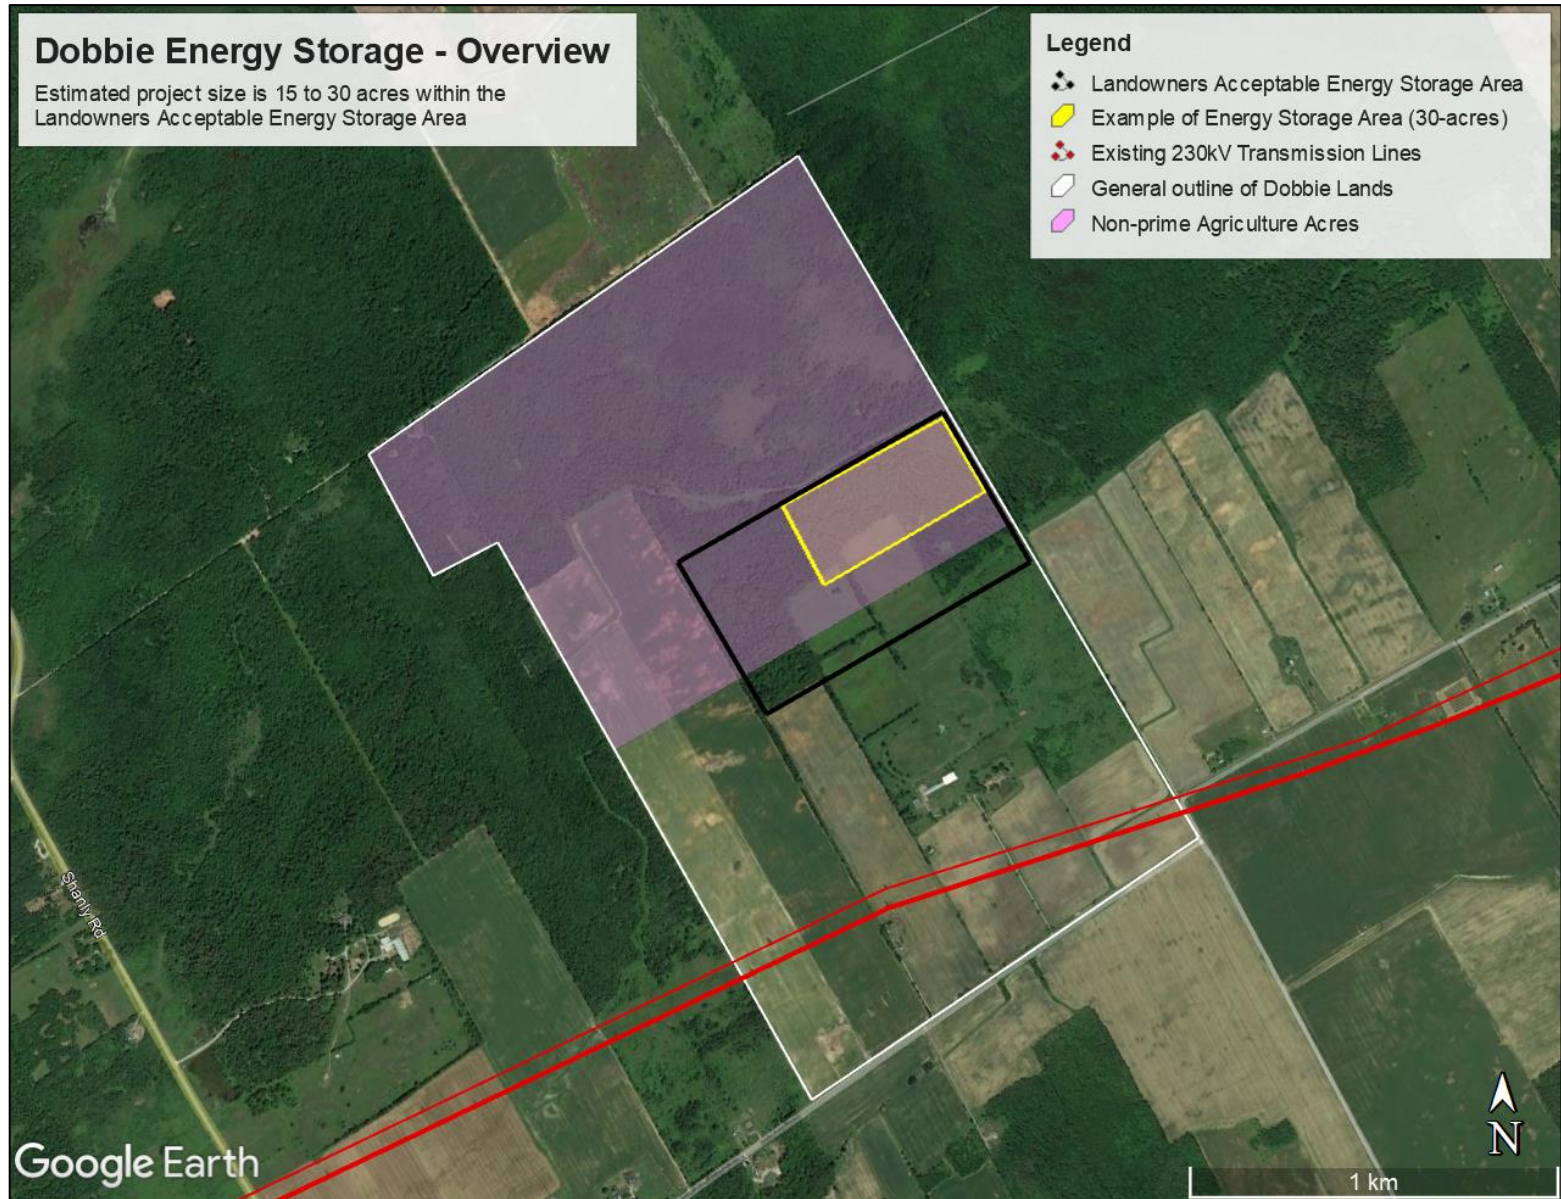 Dobbie Energy Storage - Overview
Estimated project size is 15 to 30 acres within the
Landowners Acceptable Energy Storage Area
Legend
Landowners Acceptable Energy Storage Area
Example of Energy Storage Area (30-acres)
Existing 230kV Transmission Lines
General outline of Dobbie Lands
Non-prime Agriculture Acres
Shanly Rd
Google Earth
N
1 km